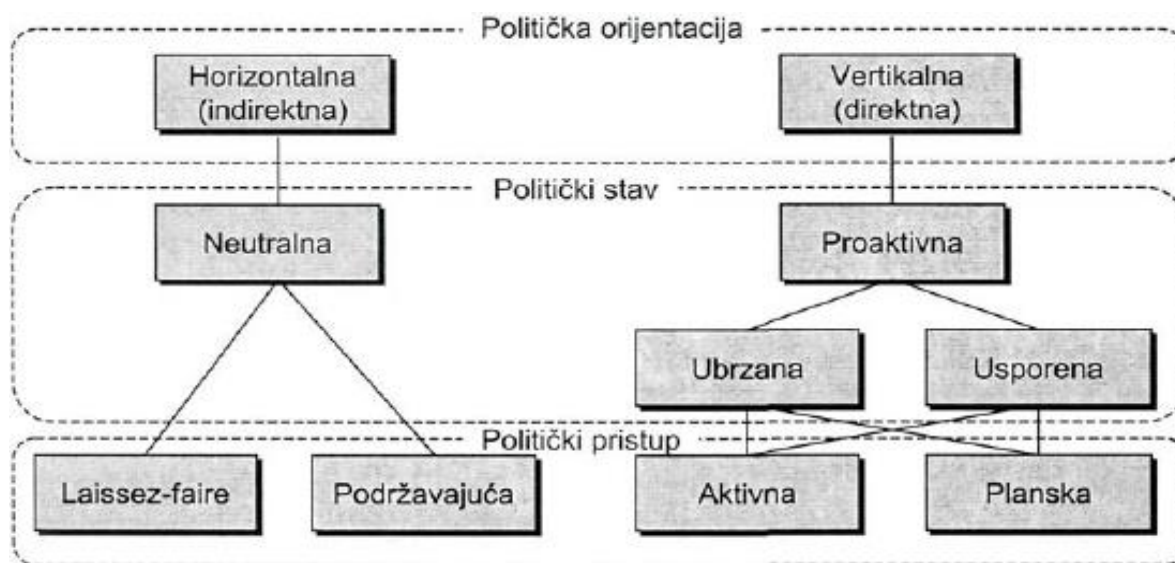 Politička orijentacija
Horizontalna
(indirektna)
Vertikalna
(direktna)
Politički stav
Neutralna
Proaktivna
Ubrzana
Usporena
Politički pristup
Laissez-faire
Podržavajuća
Aktivna
Planska